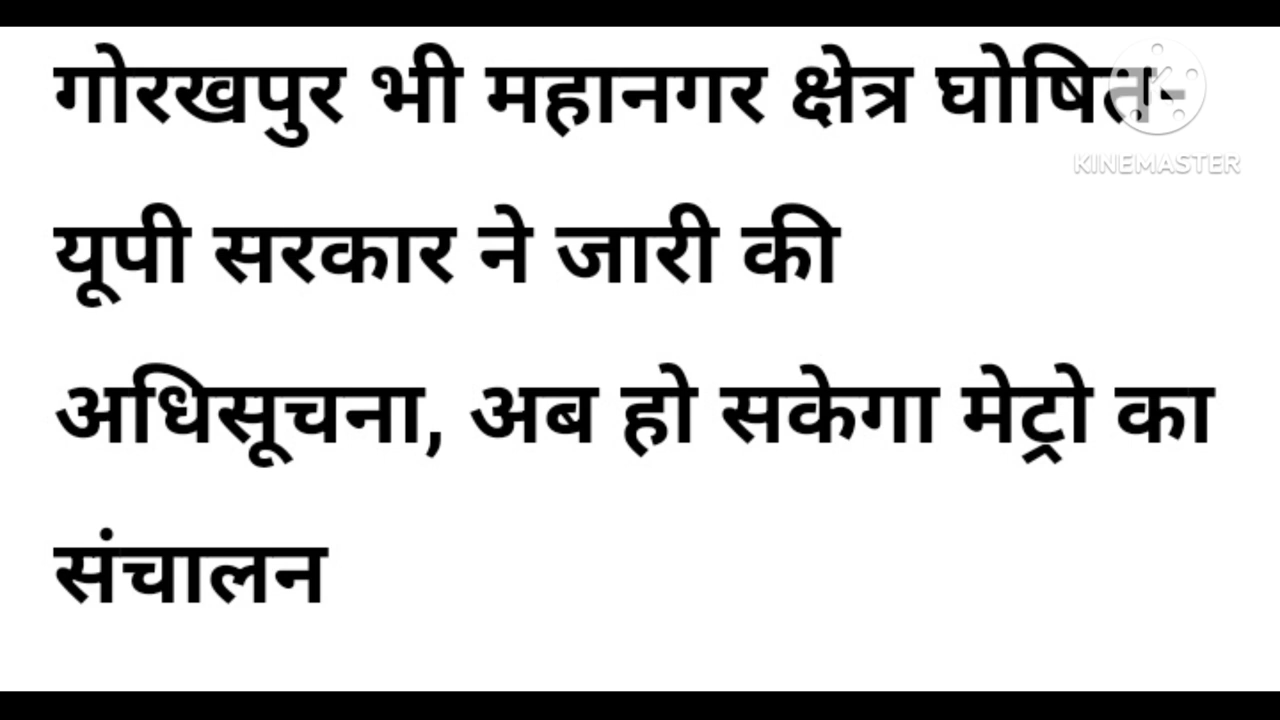 गोरखपुर भी महानगर क्षेत्र घोषित-
यूपी सरकार ने जारी की
अधिसूचना, अब हो सकेगा मेट्रो का
संचालन
KINEMASTER